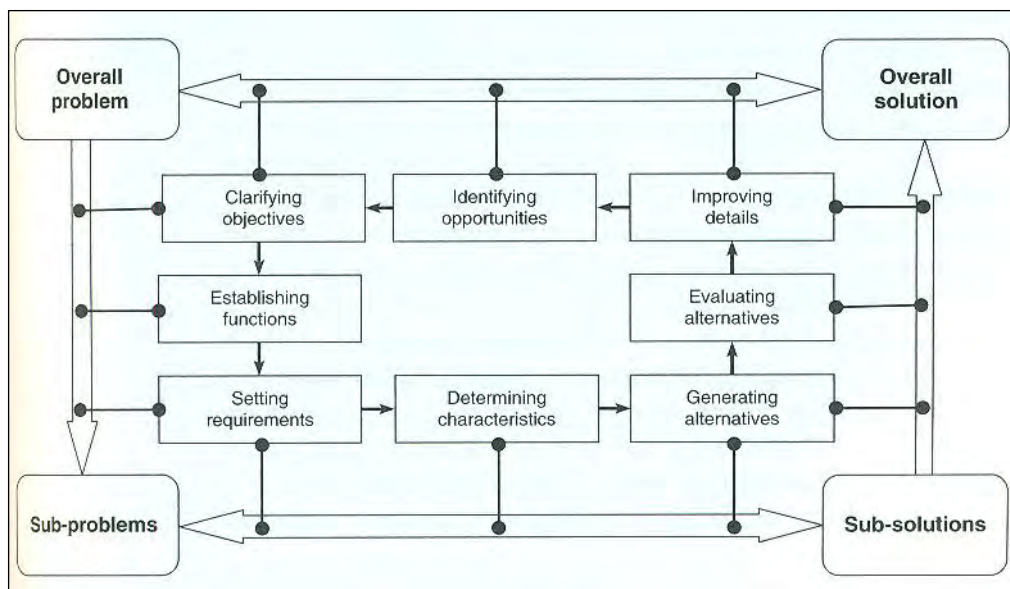 Overall
problem
Overall
solution
Clarifying
objectives
Identifying
opportunities
Improving
details
Establishing
functions
Evaluating
alternatives
Setting
requirements
Determining
characteristics
Generating
alternatives
Sub-problems
Sub-solutions